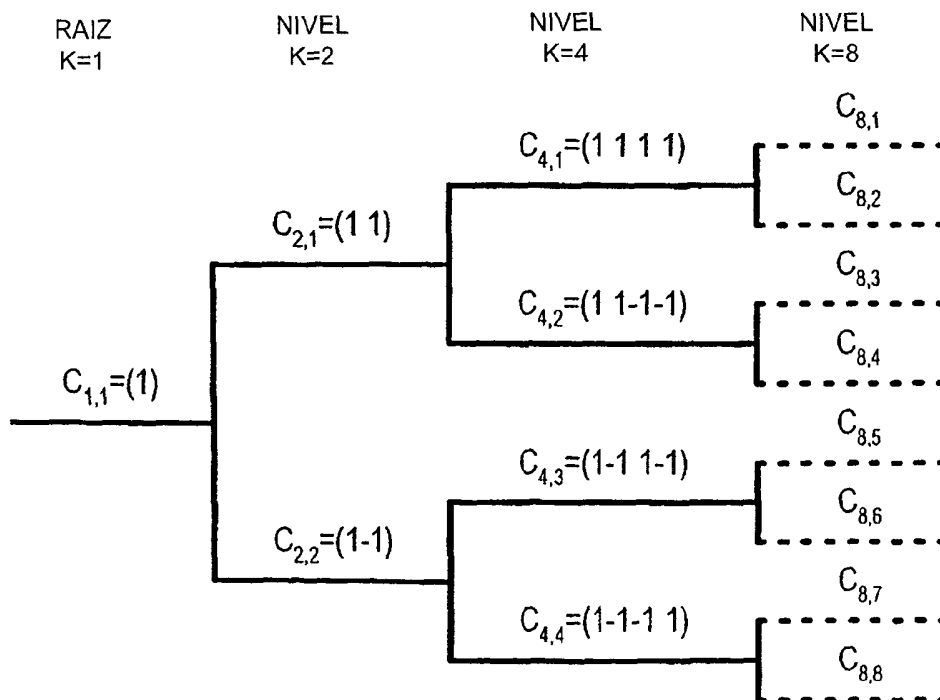 RAIZ
K=1
NIVEL
K=2
NIVEL
K=4
NIVEL
K=8
C1,1=(1)
C2,1=(1 1)
C2,2=(1-1)
C4,1=(1 1 1 1)
C4,2=(1 1-1-1)
C4,3=(1-1 1-1)
C4,4=(1-1-1 1)
C8,1
C8,2
C8,3
C8,4
C8,5
C8,6
C8,7
C8,8